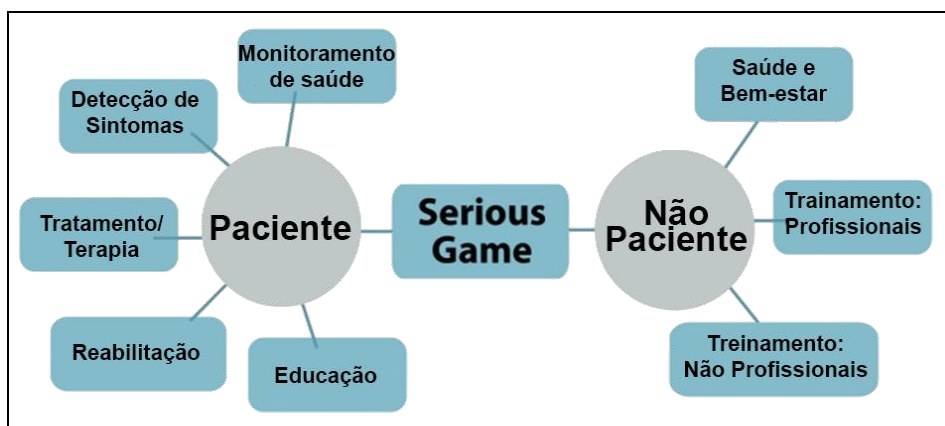 Monitoramento
de saúde
Detecção de
Sintomas
Tratamento/
Terapia
Reabilitação
Educação
Paciente
Serious
Game
Não
Paciente
Saúde e
Bem-estar
Trainamento:
Profissionais
Treinamento:
Não Profissionais